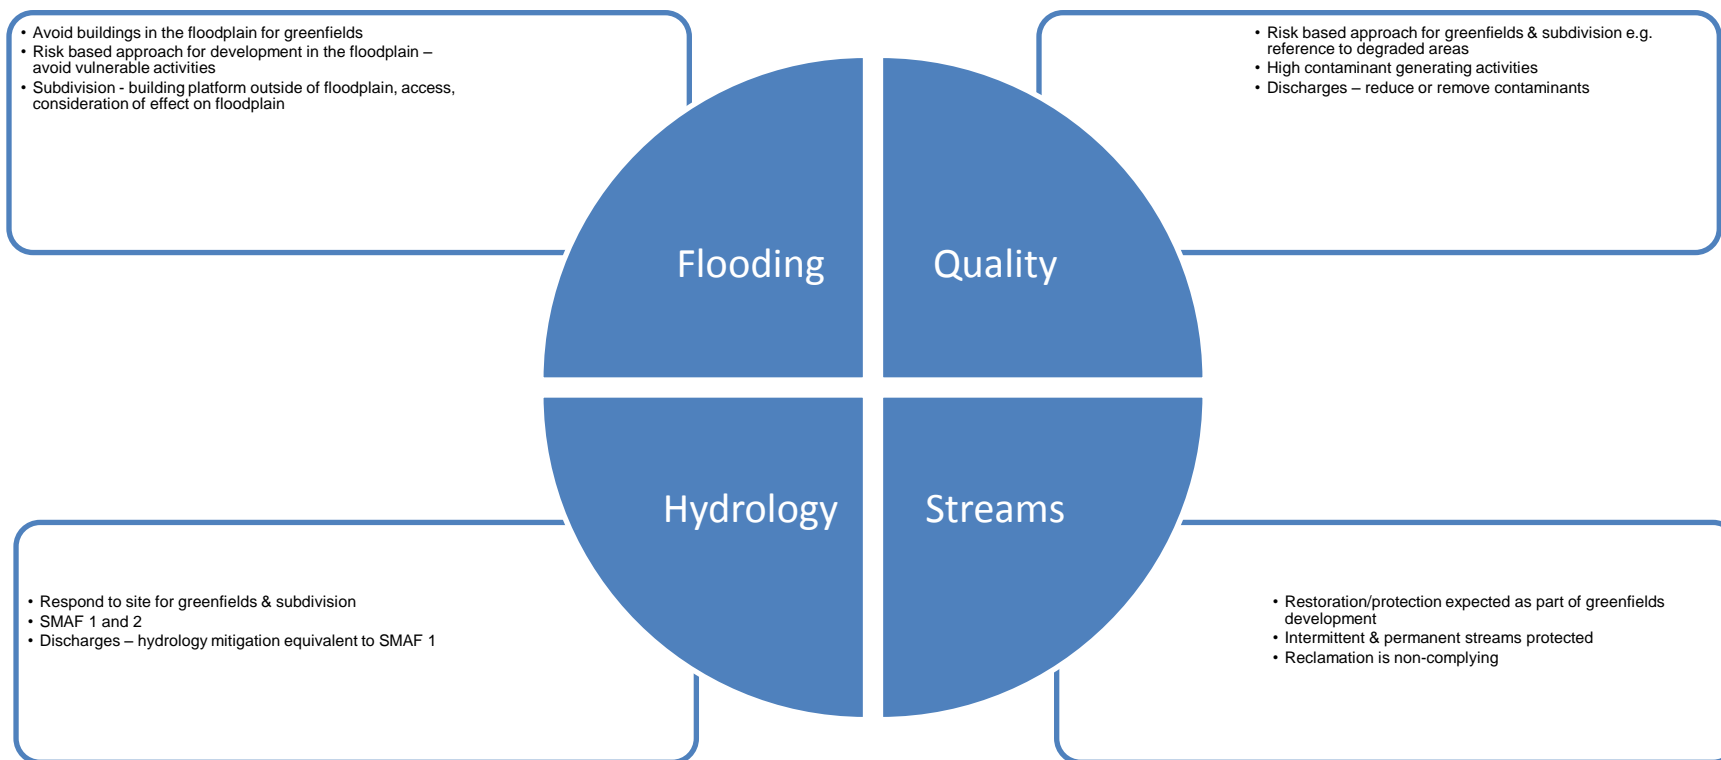 • Avoid buildings in the floodplain for greenfields
• Risk based approach for development in the floodplain –
avoid vulnerable activities
• Subdivision - building platform outside of floodplain, access,
consideration of effect on floodplain
• Risk based approach for greenfields & subdivision e.g.
reference to degraded areas
• High contaminant generating activities
• Discharges – reduce or remove contaminants
Flooding
Quality
Hydrology
Streams
• Respond to site for greenfields & subdivision
• SMAF 1 and 2
• Discharges – hydrology mitigation equivalent to SMAF 1
• Restoration/protection expected as part of greenfields
development
• Intermittent & permanent streams protected
• Reclamation is non-complying